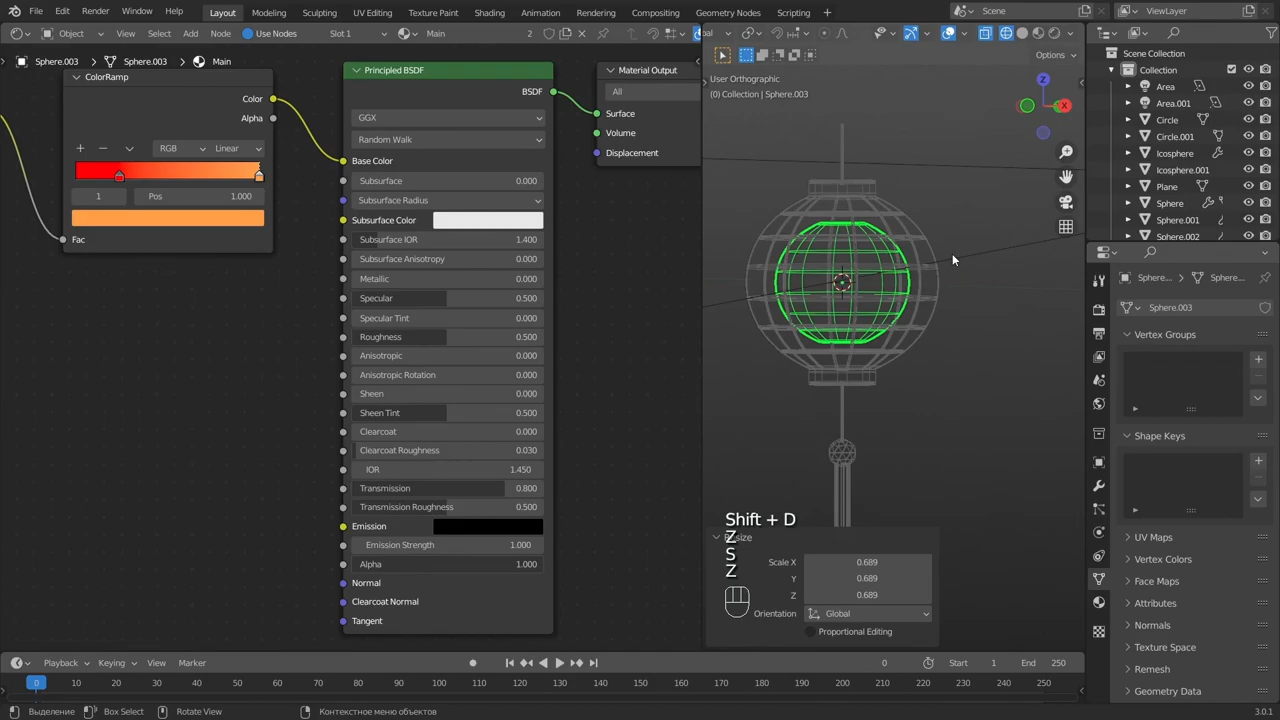 File Edit Render Window Help Layout Modeling Sculpting UV Editing Texture Paint Shading Animation Rendering Compositing Geometry Nodes Scripting + Scene ViewLayer
Object View Select Add Node Use Nodes Slot 1 Main 2
Options
Sphere.003 > Sphere.003 > Main
ColorRamp
Color
Alpha
RGB Linear
1 Pos 1.000
Fac
Principled BSDF
BSDF
GGX
Random Walk
Base Color
Subsurface 0.000
Subsurface Radius
Subsurface Color
Subsurface IOR 1.400
Subsurface Anisotropy 0.000
Metallic 0.000
Specular 0.500
Specular Tint 0.000
Roughness 0.500
Anisotropic 0.000
Anisotropic Rotation 0.000
Sheen 0.000
Sheen Tint 0.500
Clearcoat 0.000
Clearcoat Roughness 0.030
IOR 1.450
Transmission 0.800
Transmission Roughness 0.500
Emission
Emission Strength 1.000
Alpha 1.000
Normal
Clearcoat Normal
Tangent
Material Output
All
Surface
Volume
Displacement
User Orthographic
(0) Collection | Sphere.003
Z
X
Shift + D
Z
S
Z
Resize
Scale X 0.689
Y 0.689
Z 0.689
Orientation Global
Proportional Editing
Scene Collection
Collection
Area
Area.001
Circle
Circle.001
Icosphere
Icosphere.001
Plane
Sphere
Sphere.001
Sphere.002
Sphere... > Sphere...
Sphere.003
Vertex Groups
Shape Keys
UV Maps
Vertex Colors
Face Maps
Attributes
Normals
Texture Space
Remesh
Geometry Data
Playback Keying View Marker 0 Start 1 End 250
0 10 20 30 40 50 60 70 80 90 100 110 120 130 140 150 160 170 180 190 200 210 220 230 240 250
Выделение Box Select Rotate View Контекстное меню объектов 3.0.1